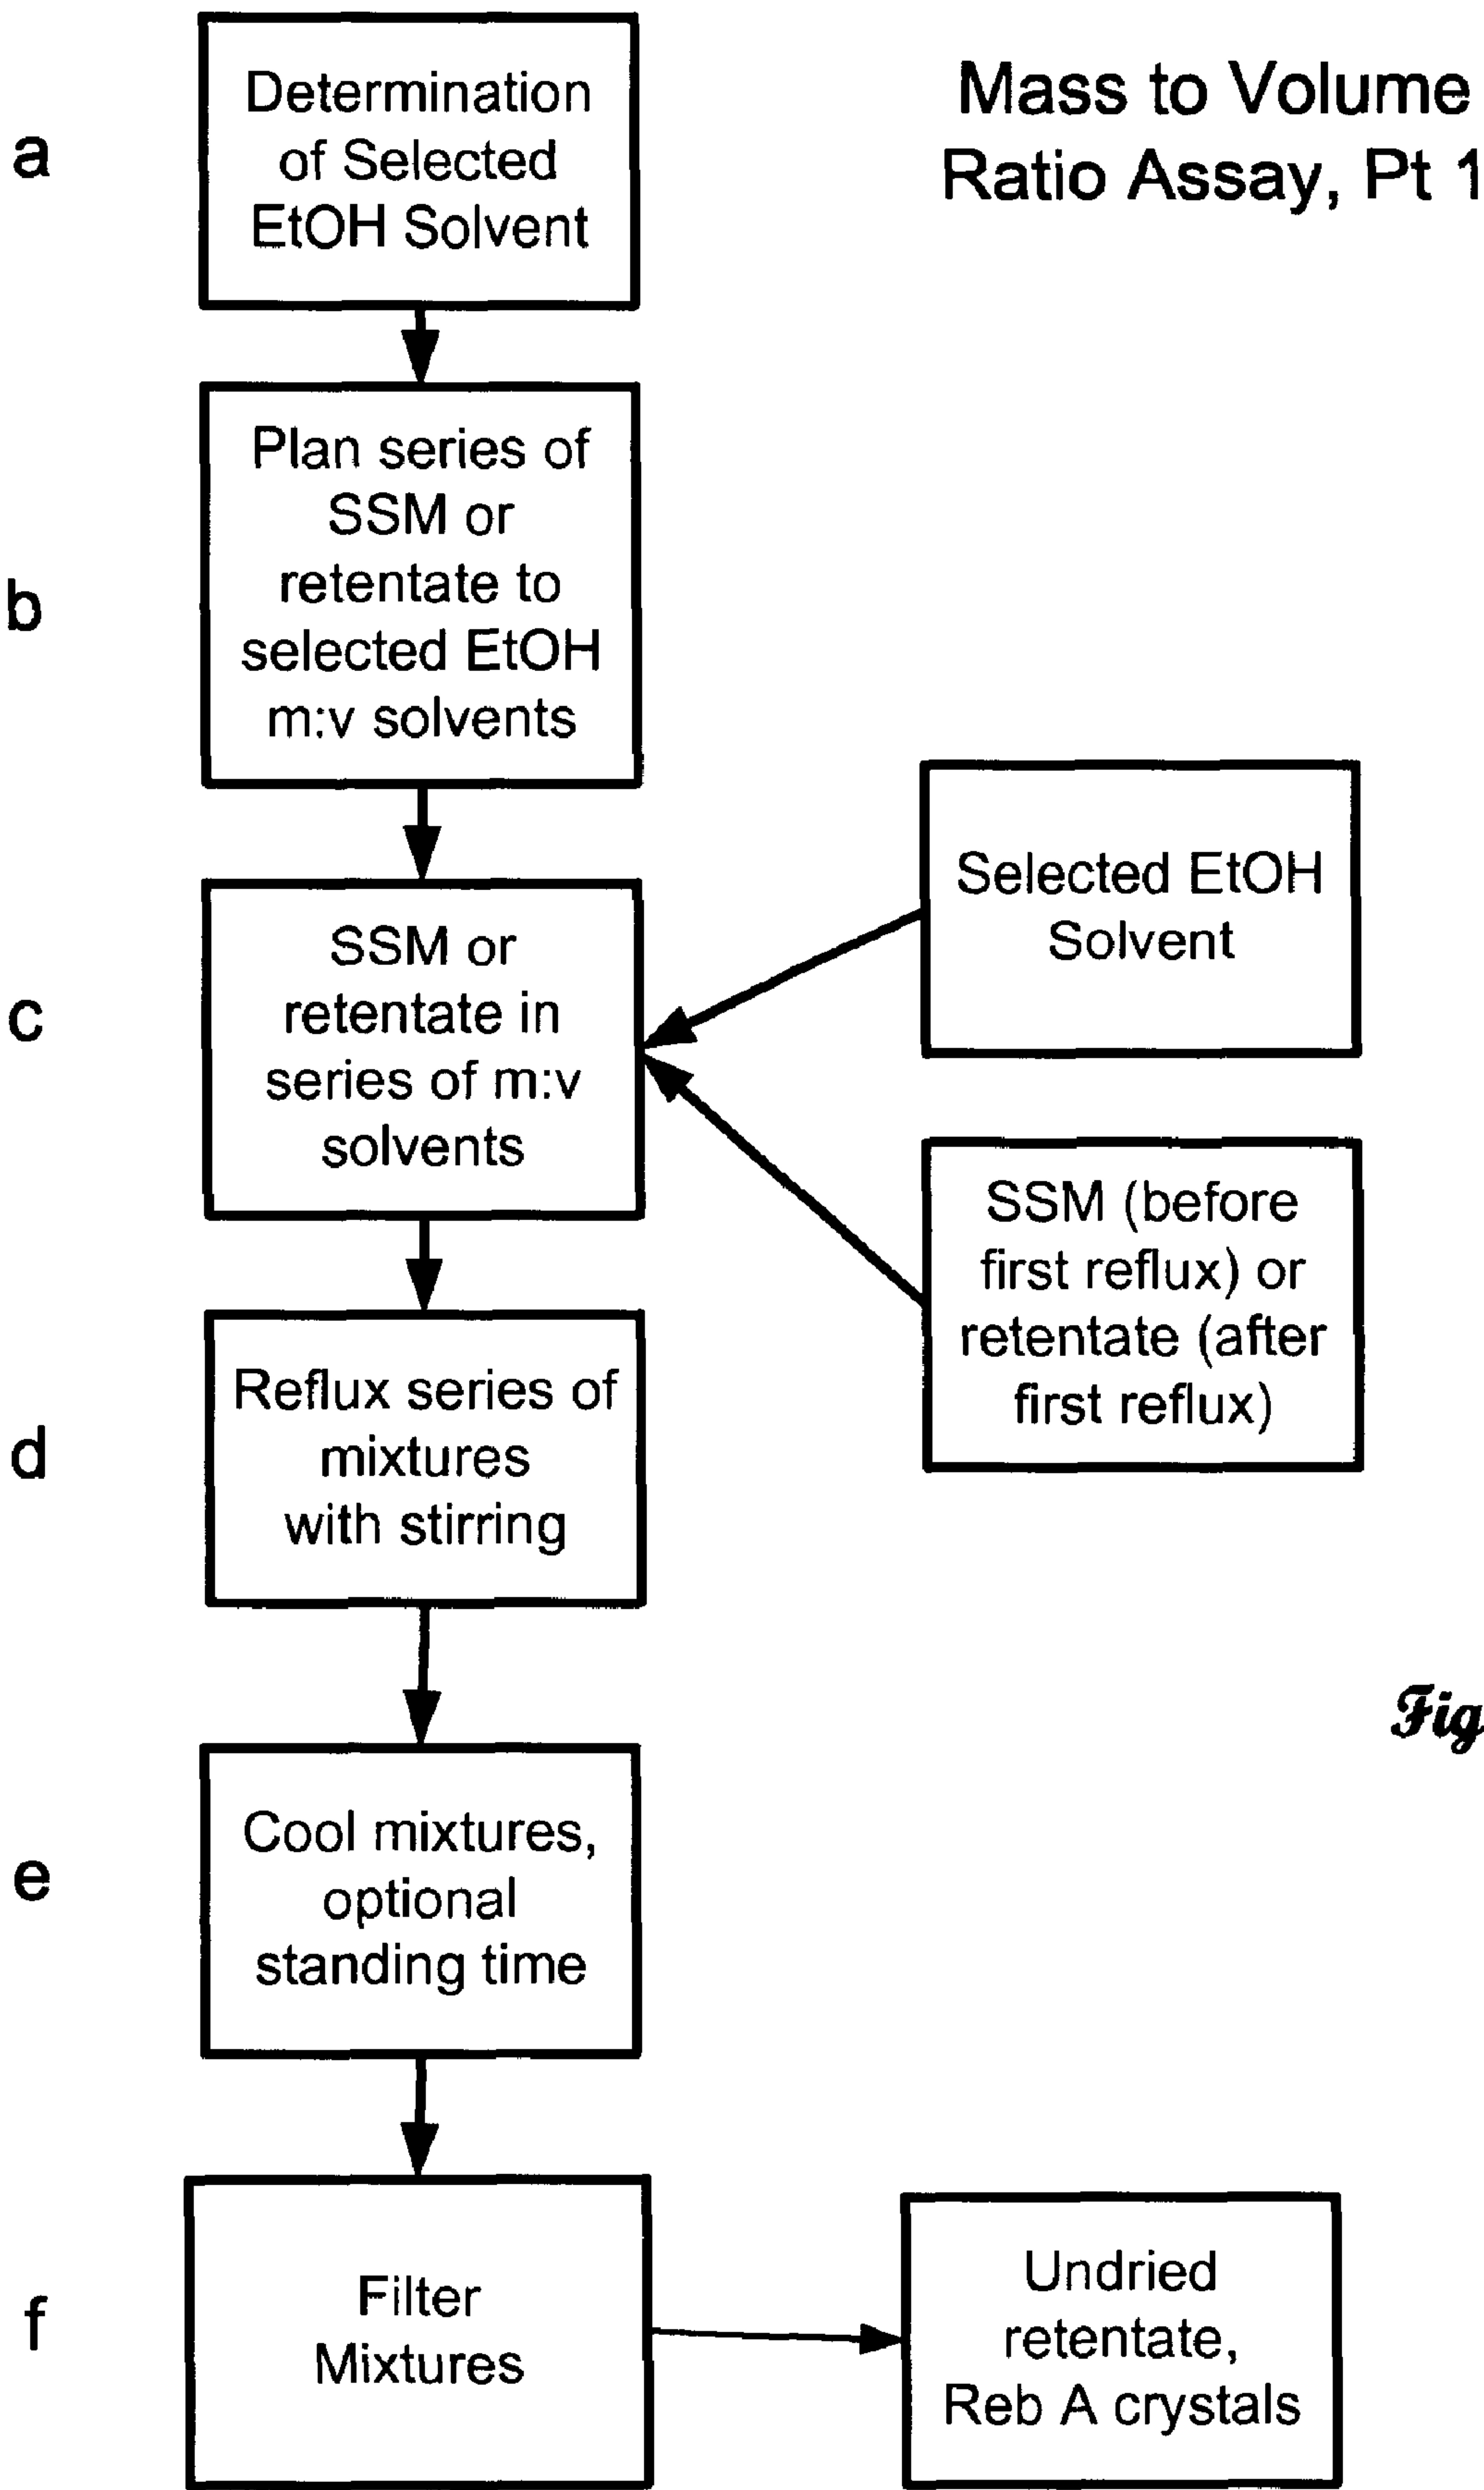 Mass to Volume
Ratio Assay, Pt 1
a
Determination
of Selected
EtOH Solvent
b
Plan series of
SSM or
retentate to
selected EtOH
m:v solvents
c
SSM or
retentate in
series of m:v
solvents
Selected EtOH
Solvent
SSM (before
first reflux) or
retentate (after
first reflux)
d
Reflux series of
mixtures
with stirring
Fig
e
Cool mixtures,
optional
standing time
f
Filter
Mixtures
Undried
retentate,
Reb A crystals